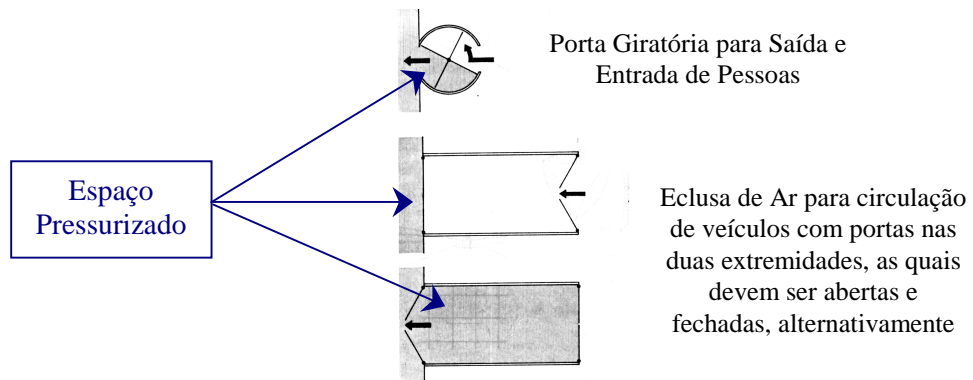 Porta Giratória para Saída e
Entrada de Pessoas
Espaço
Pressurizado
Eclusa de Ar para circulação
de veículos com portas nas
duas extremidades, as quais
devem ser abertas e
fechadas, alternativamente